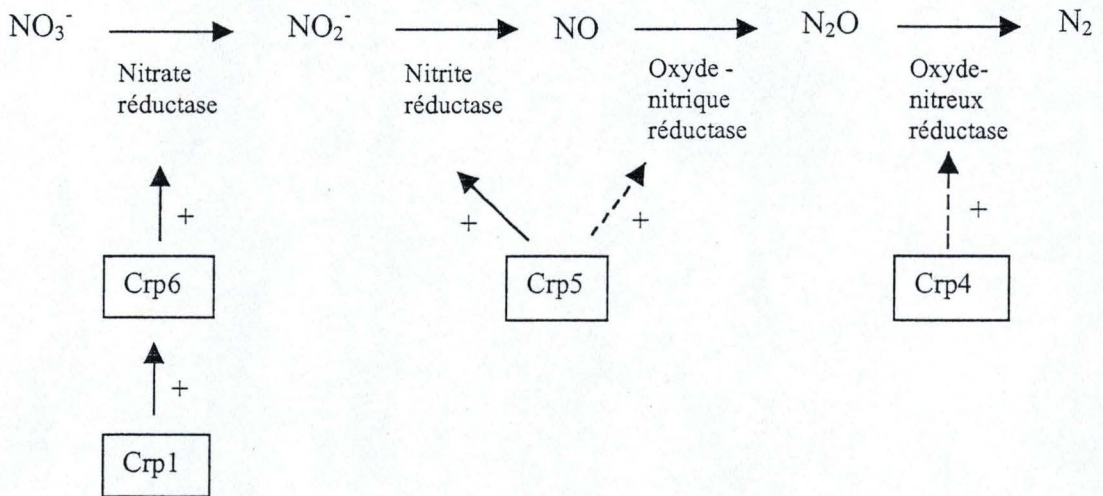 NO₃⁻ NO₂⁻ NO N₂O N₂
Nitrate
réductase
Nitrite
réductase
Oxyde -
nitrique
réductase
Oxyde-
nitreux
réductase
+
+ +
+
Crp6
Crp5
Crp4
+
Crp1